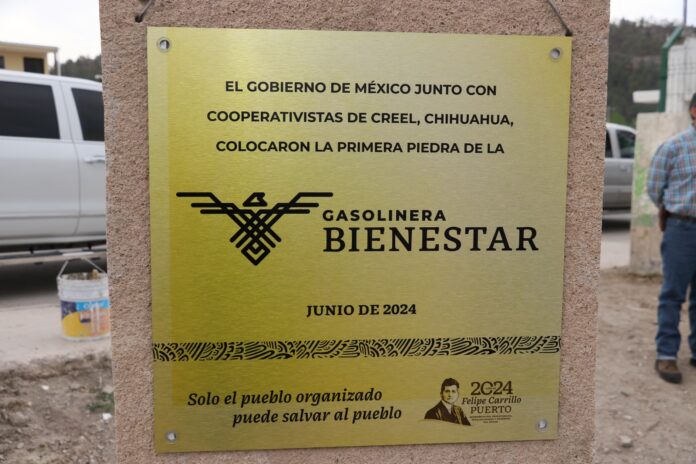 EL GOBIERNO DE MÉXICO JUNTO CON
COOPERATIVISTAS DE CREEL, CHIHUAHUA,
COLOCARON LA PRIMERA PIEDRA DE LA
GASOLINERA
BIENESTAR
JUNIO DE 2024
Solo el pueblo organizado
puede salvar al pueblo
2024
Felipe Carrillo
PUERTO